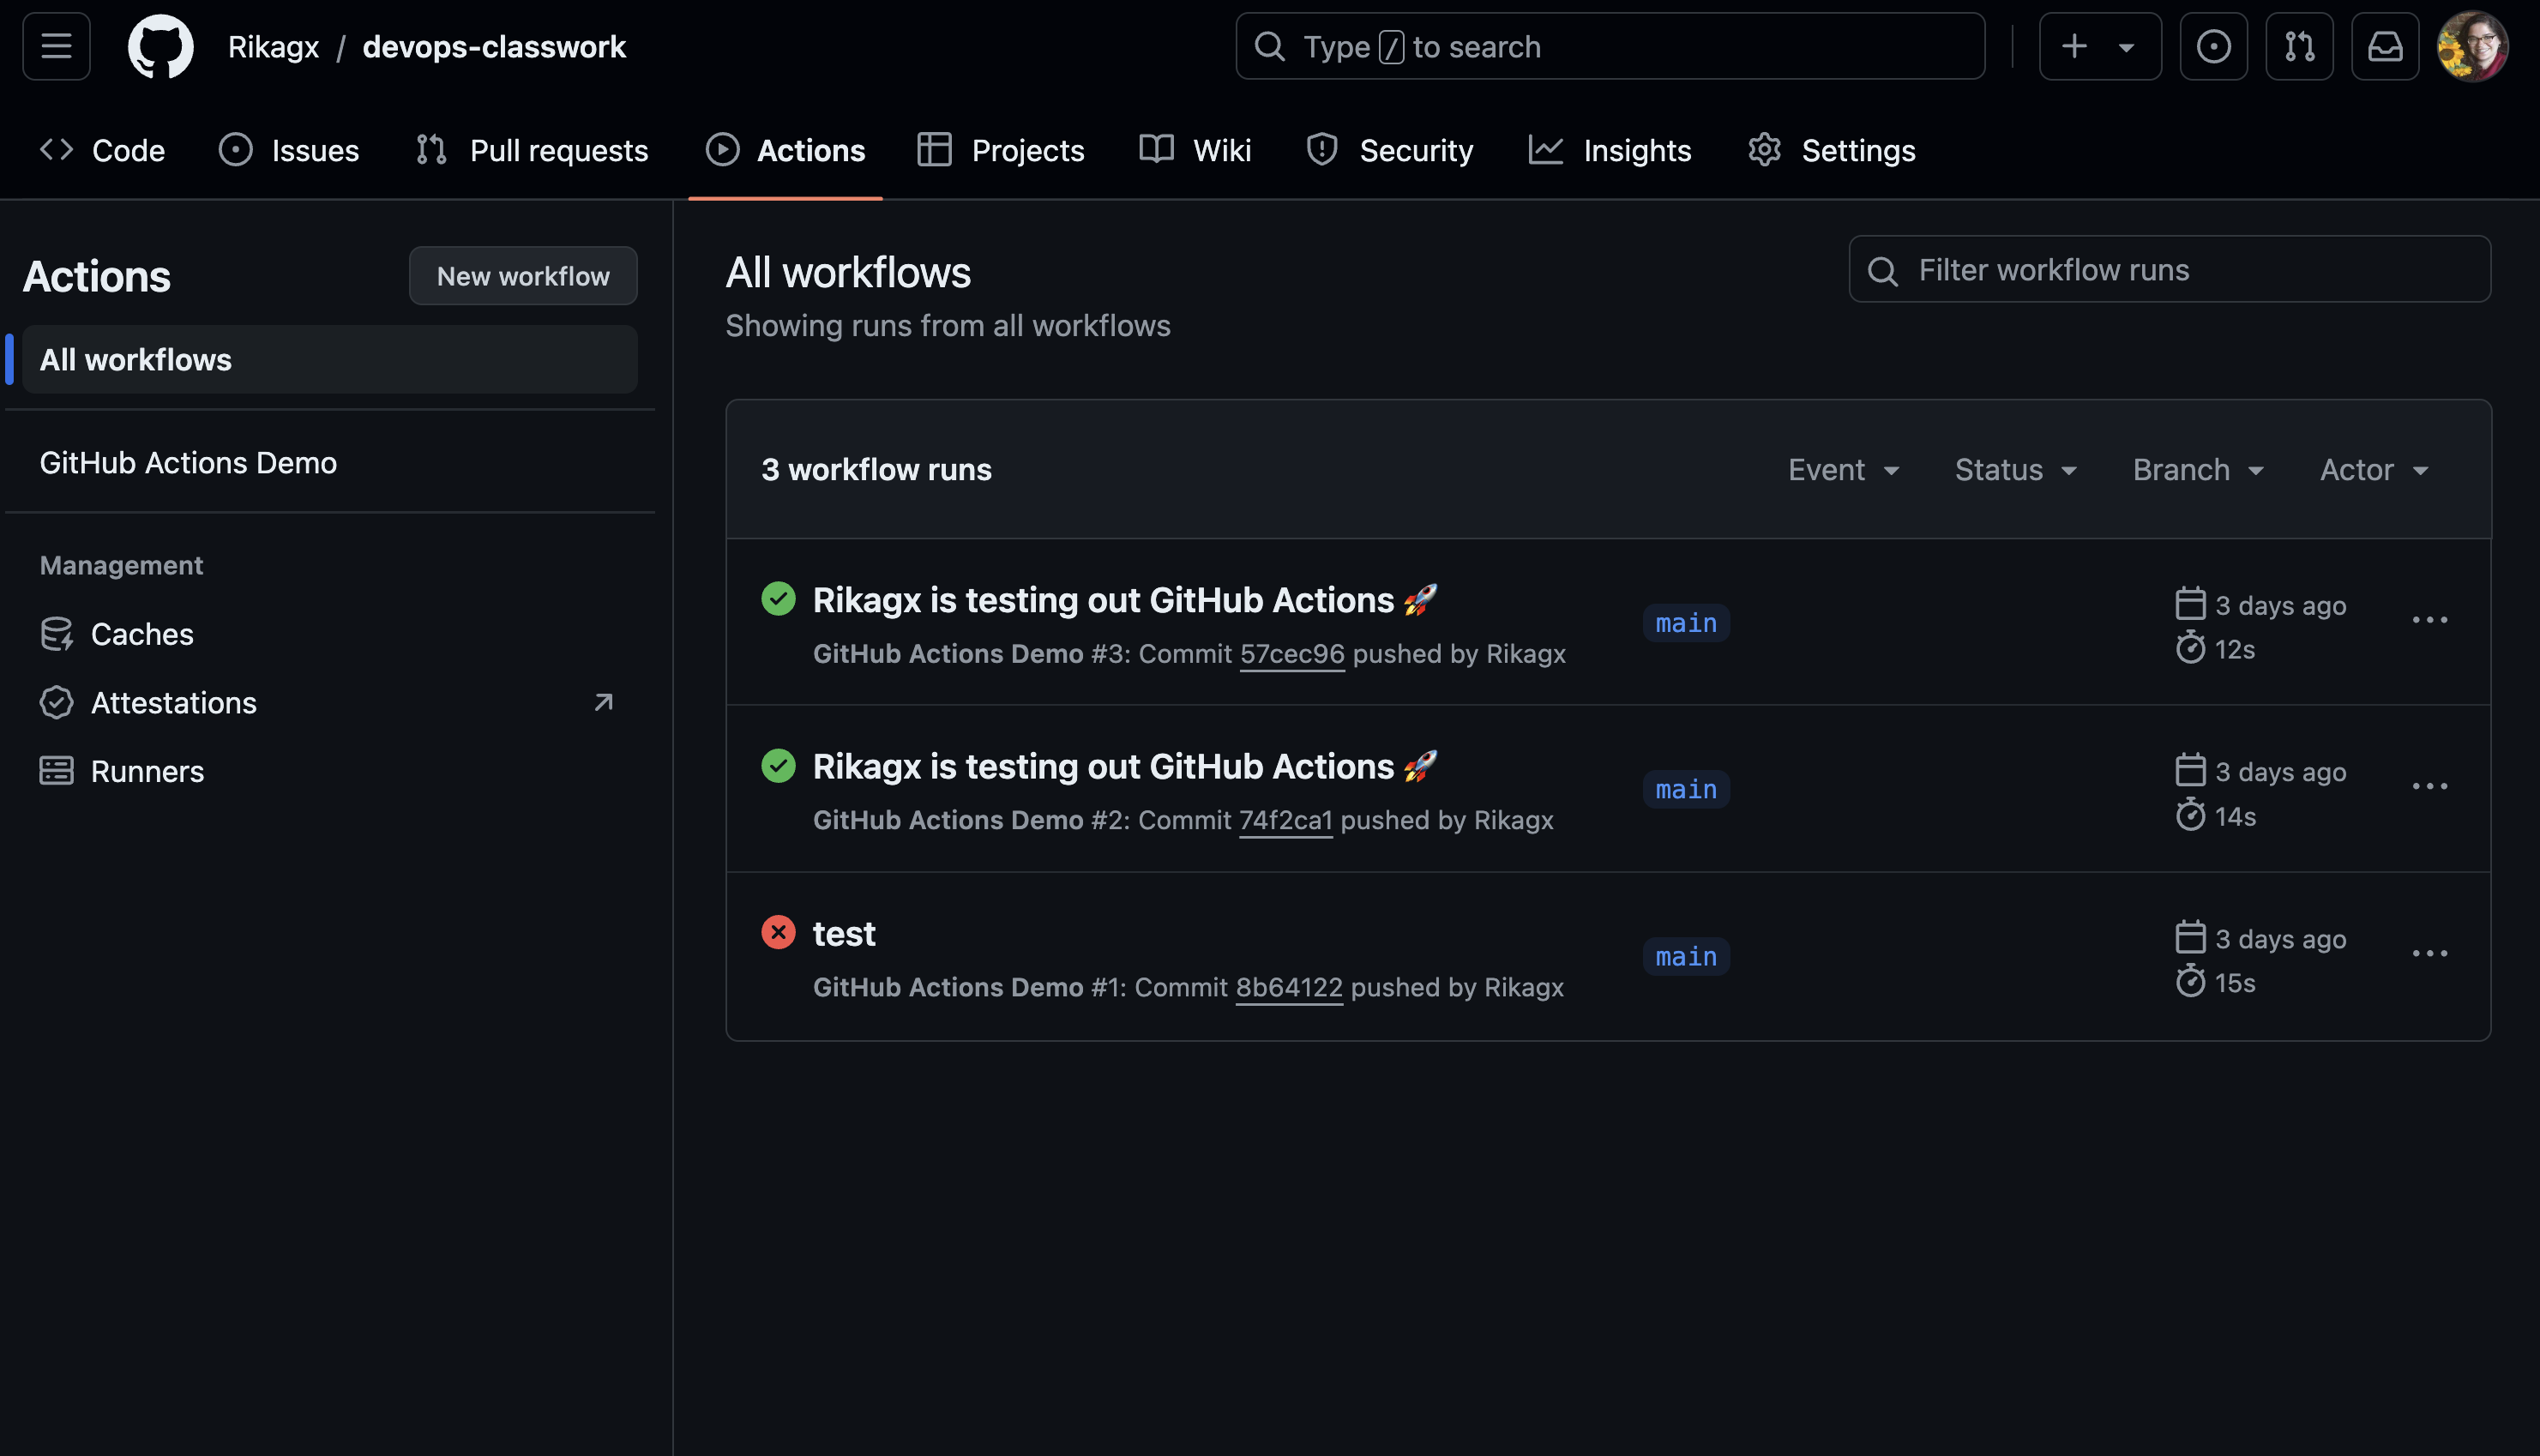 Rikagx / devops-classwork
Type / to search
Code Issues Pull requests Actions Projects Wiki Security Insights Settings
Actions
New workflow
All workflows
GitHub Actions Demo
Management
Caches
Attestations
Runners
All workflows
Showing runs from all workflows
Filter workflow runs
3 workflow runs
Event Status Branch Actor
Rikagx is testing out GitHub Actions 🚀
GitHub Actions Demo #3: Commit 57cec96 pushed by Rikagx
main
3 days ago
12s
Rikagx is testing out GitHub Actions 🚀
GitHub Actions Demo #2: Commit 74f2ca1 pushed by Rikagx
main
3 days ago
14s
test
GitHub Actions Demo #1: Commit 8b64122 pushed by Rikagx
main
3 days ago
15s